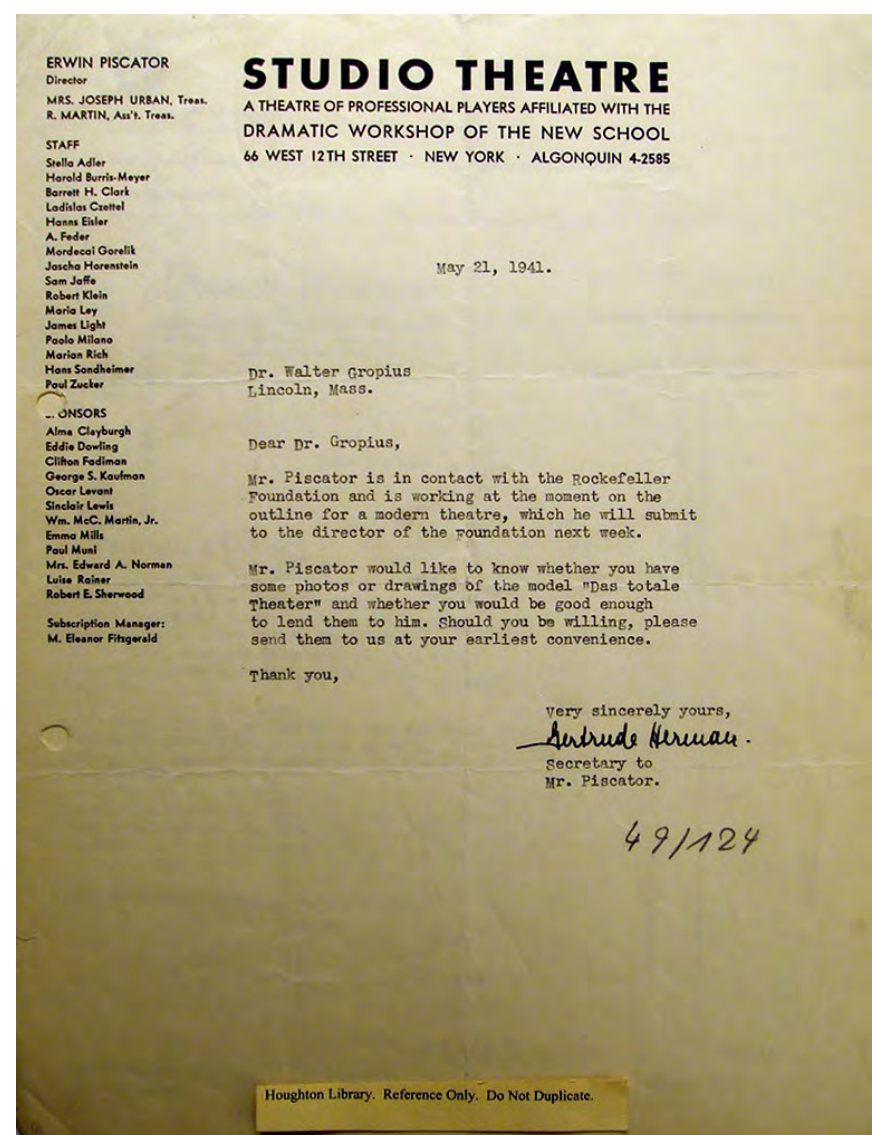 ERWIN PISCATOR
Director
MRS. JOSEPH URBAN, Treas.
R. MARTIN, Ass't. Treas.
STAFF
Stella Adler
Harold Burris-Meyer
Barrett H. Clark
Ladislas Czettel
Hanns Eisler
A. Feder
Mordecai Gorelik
Jascha Horenstein
Sam Jaffe
Robert Klein
Maria Ley
James Light
Paolo Milano
Marian Rich
Hans Sondheimer
Paul Zucker
ONSORS
Alma Clayburgh
Eddie Dowling
Clifton Fadiman
George S. Kaufman
Oscar Levant
Sinclair Lewis
Wm. McC. Martin, Jr.
Emma Mills
Paul Muni
Mrs. Edward A. Norman
Luise Rainer
Robert E. Sherwood
Subscription Manager:
M. Eleanor Fitzgerald
STUDIO THEATRE
A THEATRE OF PROFESSIONAL PLAYERS AFFILIATED WITH THE
DRAMATIC WORKSHOP OF THE NEW SCHOOL
66 WEST 12TH STREET · NEW YORK · ALGONQUIN 4-2585
May 21, 1941.
Dr. Walter Gropius
Lincoln, Mass.
Dear Dr. Gropius,
Mr. Piscator is in contact with the Rockefeller
Foundation and is working at the moment on the
outline for a modern theatre, which he will submit
to the director of the Foundation next week.
Mr. Piscator would like to know whether you have
some photos or drawings of the model "Das totale
Theater" and whether you would be good enough
to lend them to him. Should you be willing, please
send them to us at your earliest convenience.
Thank you,
Very sincerely yours,
Gertrude Herman.
Secretary to
Mr. Piscator.
49/124
Houghton Library. Reference Only. Do Not Duplicate.